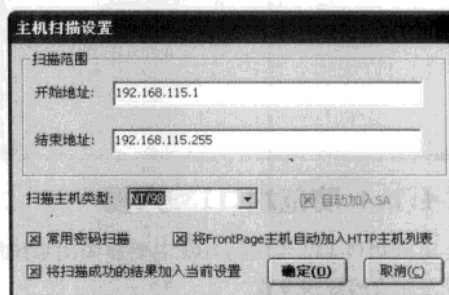 主机扫描设置
扫描范围
开始地址: 192.168.115.1
结束地址: 192.168.115.255
扫描主机类型: NT/98 自动加入SA
常用密码扫描 将FrontPage主机自动加入HTTP主机列表
将扫描成功的结果加入当前设置 确定(O) 取消(C)